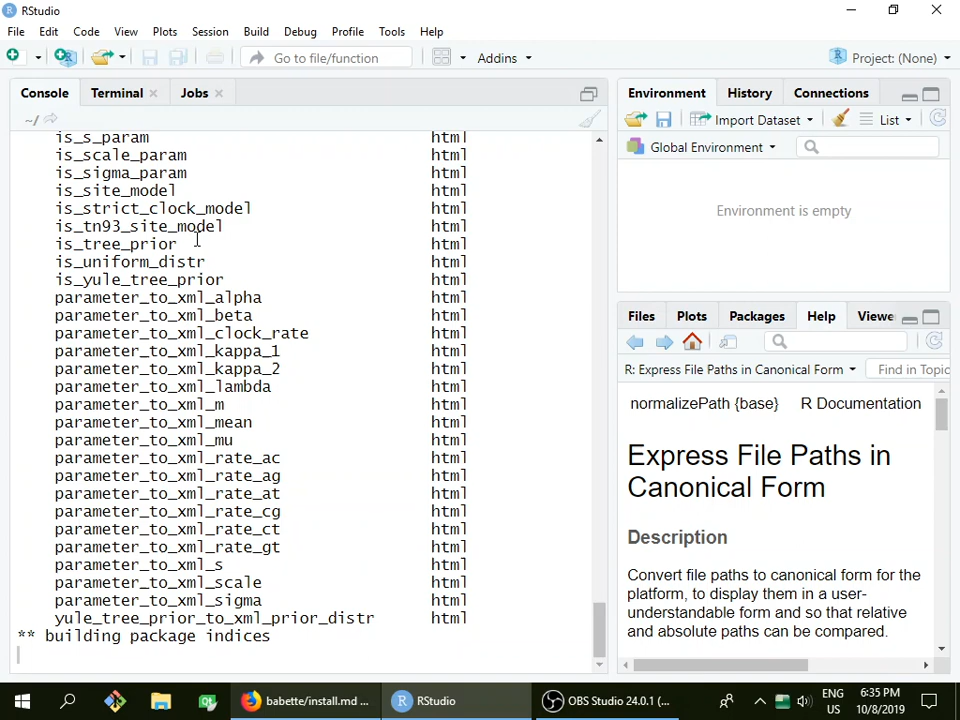 RStudio
File Edit Code View Plots Session Build Debug Profile Tools Help
Go to file/function Addins Project: (None)
Console Terminal Jobs
~/
is_s_param html
is_scale_param html
is_sigma_param html
is_site_model html
is_strict_clock_model html
is_tn93_site_model html
is_tree_prior html
is_uniform_distr html
is_yule_tree_prior html
parameter_to_xml_alpha html
parameter_to_xml_beta html
parameter_to_xml_clock_rate html
parameter_to_xml_kappa_1 html
parameter_to_xml_kappa_2 html
parameter_to_xml_lambda html
parameter_to_xml_m html
parameter_to_xml_mean html
parameter_to_xml_mu html
parameter_to_xml_rate_ac html
parameter_to_xml_rate_ag html
parameter_to_xml_rate_at html
parameter_to_xml_rate_cg html
parameter_to_xml_rate_ct html
parameter_to_xml_rate_gt html
parameter_to_xml_s html
parameter_to_xml_scale html
parameter_to_xml_sigma html
yule_tree_prior_to_xml_prior_distr html
** building package indices
Environment History Connections
Import Dataset List
Global Environment
Environment is empty
Files Plots Packages Help Viewe
R: Express File Paths in Canonical Form Find in Topic
normalizePath {base} R Documentation
Express File Paths in
Canonical Form
Description
Convert file paths to canonical form for the
platform, to display them in a user-
understandable form and so that relative
and absolute paths can be compared.
babette/install.md ... RStudio OBS Studio 24.0.1 (...
ENG
US
6:35 PM
10/8/2019